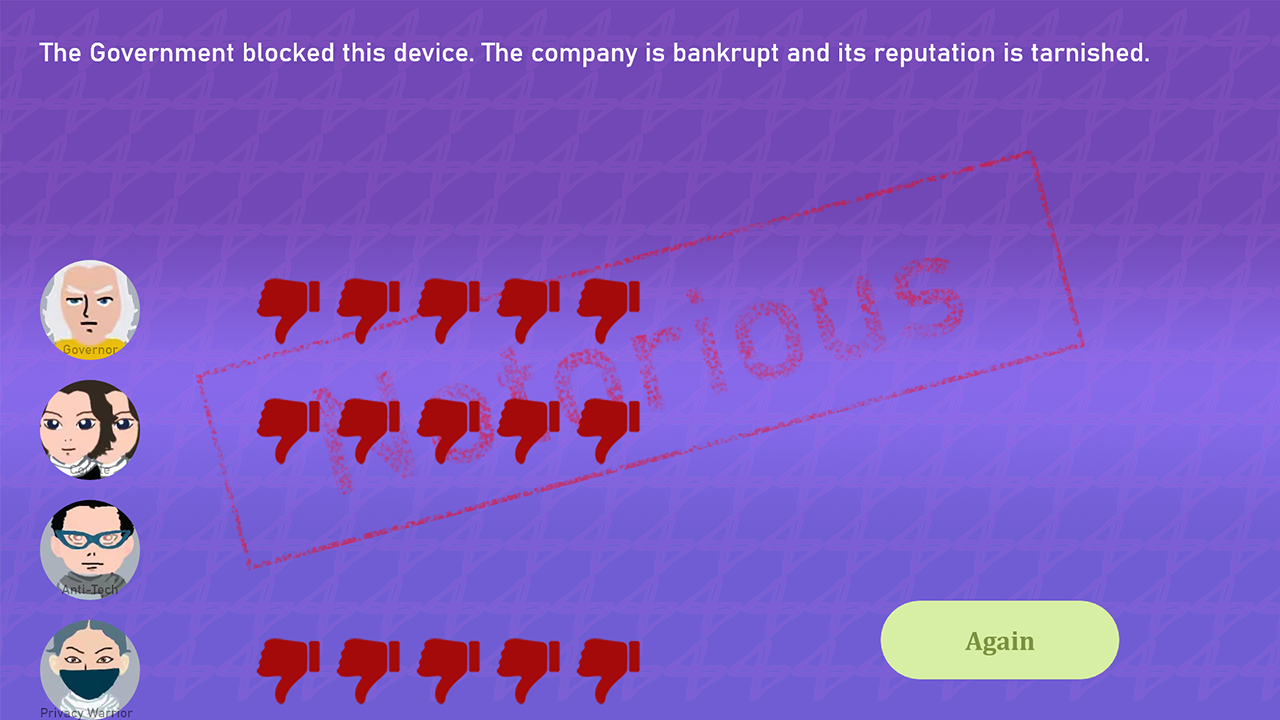 The Government blocked this device. The company is bankrupt and its reputation is tarnished.
Notorious
Governor
Anti-Tech
Privacy Warrior
Again